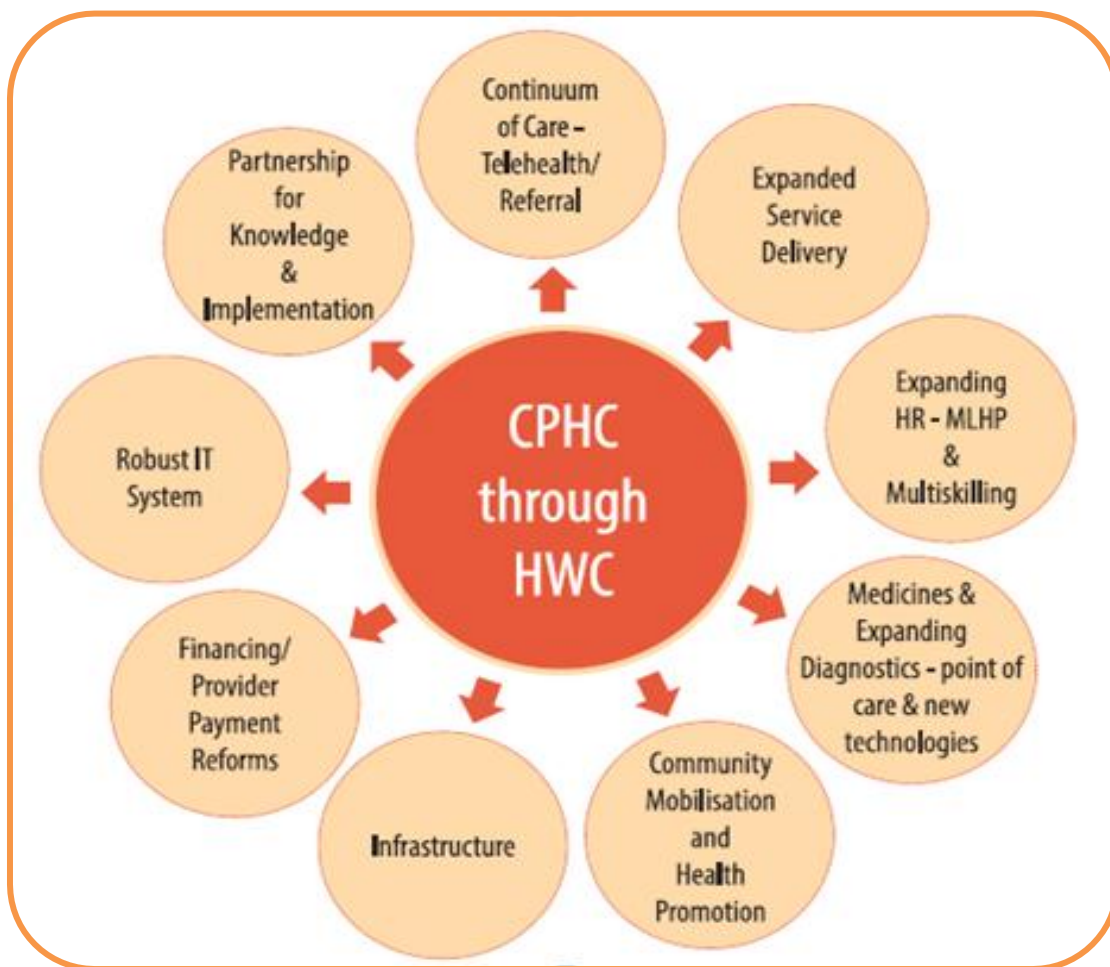 Continuum
of Care -
Telehealth/
Referral
Expanded
Service
Delivery
Expanding
HR - MLHP
&
Multiskilling
Medicines &
Expanding
Diagnostics - point of
care & new
technologies
Community
Mobilisation
and
Health
Promotion
Infrastructure
Financing/
Provider
Payment
Reforms
Robust IT
System
Partnership
for
Knowledge
&
Implementation
CPHC
through
HWC